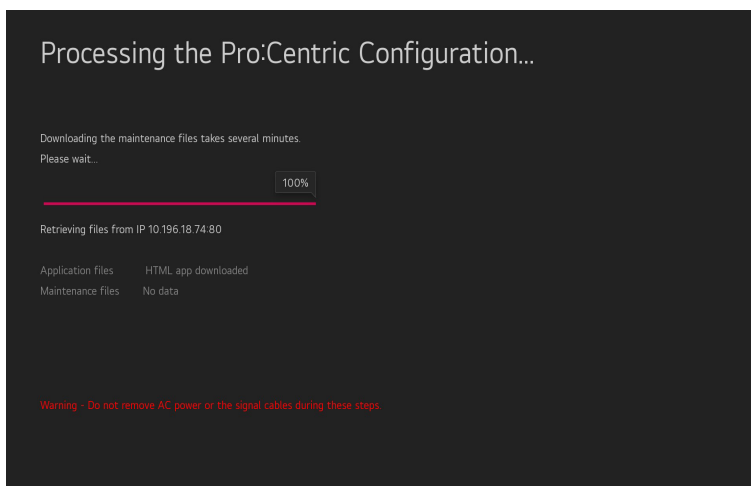 Processing the Pro:Centric Configuration...
Downloading the maintenance files takes several minutes.
Please wait...
100%
Retrieving files from IP 10.196.18.74:80
Application files HTML app downloaded
Maintenance files No data
Warning - Do not remove AC power or the signal cables during these steps.